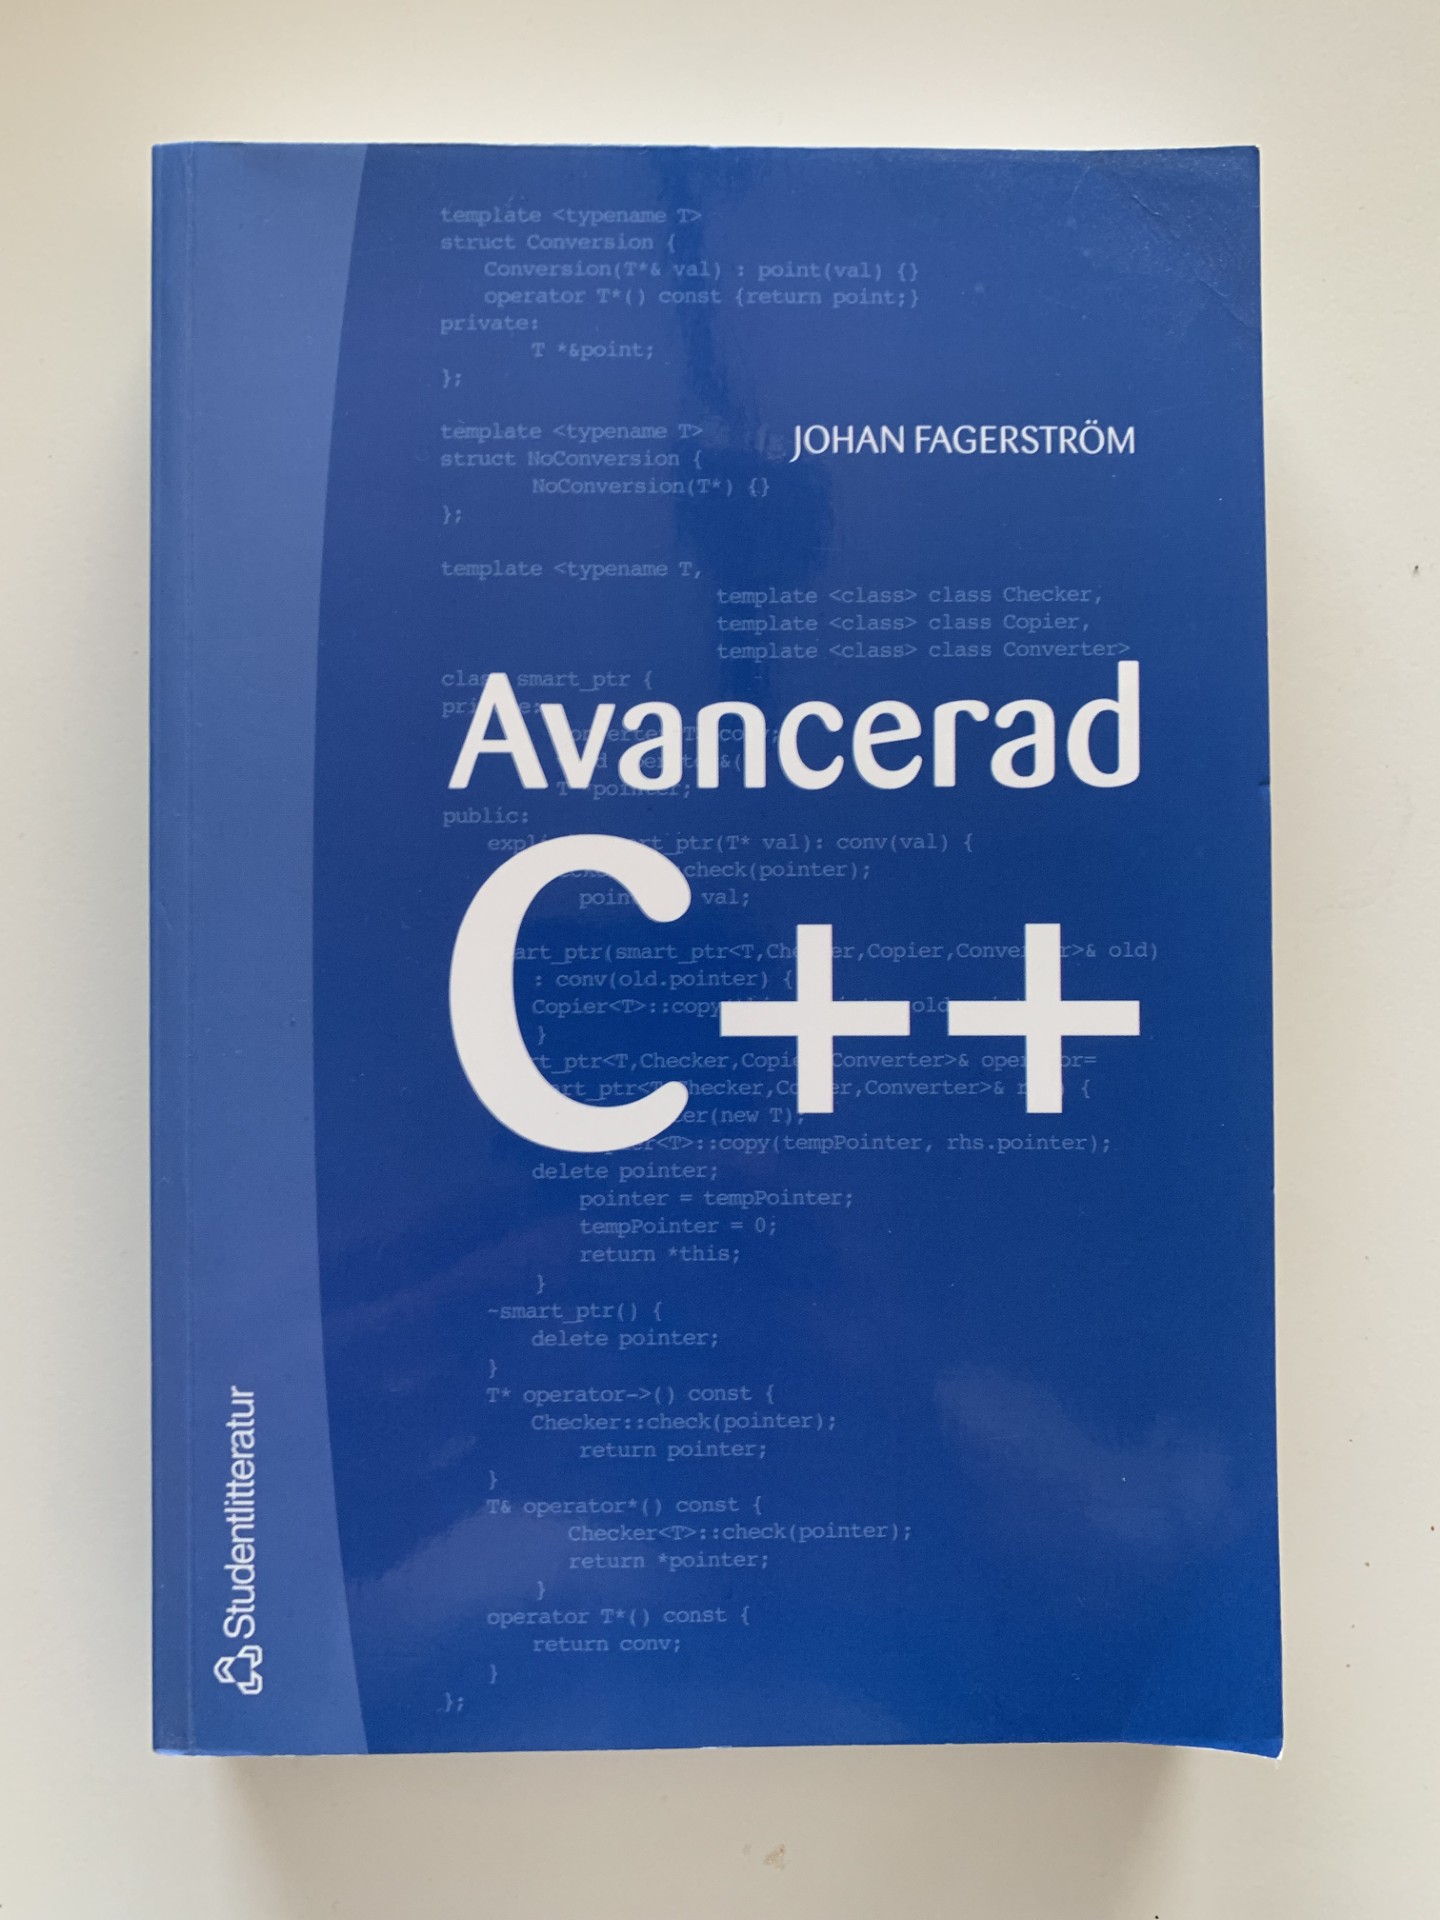 template <typename T>
struct Conversion {
Conversion(T*& val) : point(val) {}
operator T*() const {return point;}
private:
T *&point;
};
template <typename T>
JOHAN FAGERSTRÖM
struct NoConversion {
NoConversion(T*) {}
};
template <typename T,
template <class> class Checker,
template <class> class Copier,
template <class> class Converter>
smart_ptr {
Avancerad
public:
ptr(T* val): conv(val) {
check(pointer);
val;
C++
ptr(smart_ptr<T,
: conv(old.pointer) {
Copier<T>::copy
}
delete pointer;
pointer = tempPointer;
tempPointer = 0;
return *this;
}
~smart_ptr() {
delete pointer;
}
T* operator->() const {
Checker::check(pointer);
return pointer;
}
T& operator*() const {
Checker<T>::check(pointer);
return *pointer;
}
operator T*() const {
return conv;
}
};
Studentlitteratur